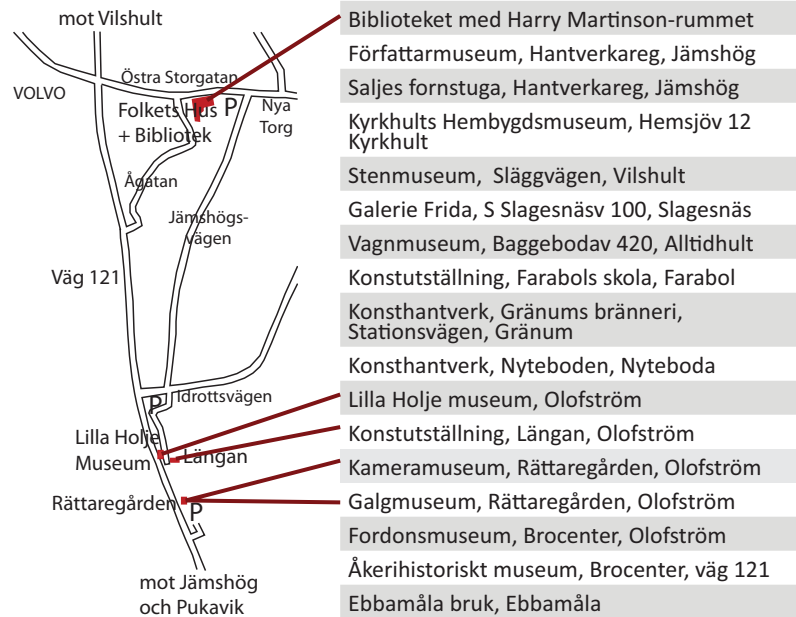 mot Vilshult
Östra Storgatan
VOLVO
Folkets Hus
+ Bibliotek
P
Nya
Torg
Ågatan
Jämshögs-
vägen
Väg 121
Idrottsvägen
P
Lilla Holje
Museum
Längan
Rättaregården
P
mot Jämshög
och Pukavik
Biblioteket med Harry Martinson-rummet
Författarmuseum, Hantverkareg, Jämshög
Saljes fornstuga, Hantverkareg, Jämshög
Kyrkhults Hembygdsmuseum, Hemsjöv 12
Kyrkhult
Stenmuseum, Släggvägen, Vilshult
Galerie Frida, S Slagesnäsv 100, Slagesnäs
Vagnmuseum, Baggebodav 420, Alltidhult
Konstutställning, Farabols skola, Farabol
Konsthantverk, Gränums bränneri,
Stationsvägen, Gränum
Konsthantverk, Nyteboden, Nyteboda
Lilla Holje museum, Olofström
Konstutställning, Längan, Olofström
Kameramuseum, Rättaregården, Olofström
Galgmuseum, Rättaregården, Olofström
Fordonsmuseum, Brocenter, Olofström
Åkerihistoriskt museum, Brocenter, väg 121
Ebbamåla bruk, Ebbamåla